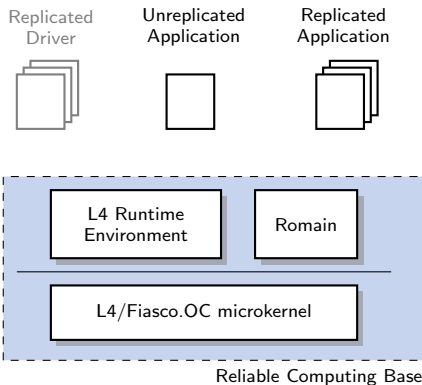 Replicated
Driver
Unreplicated
Application
Replicated
Application
L4 Runtime
Environment
Romain
L4/Fiasco.OC microkernel
Reliable Computing Base